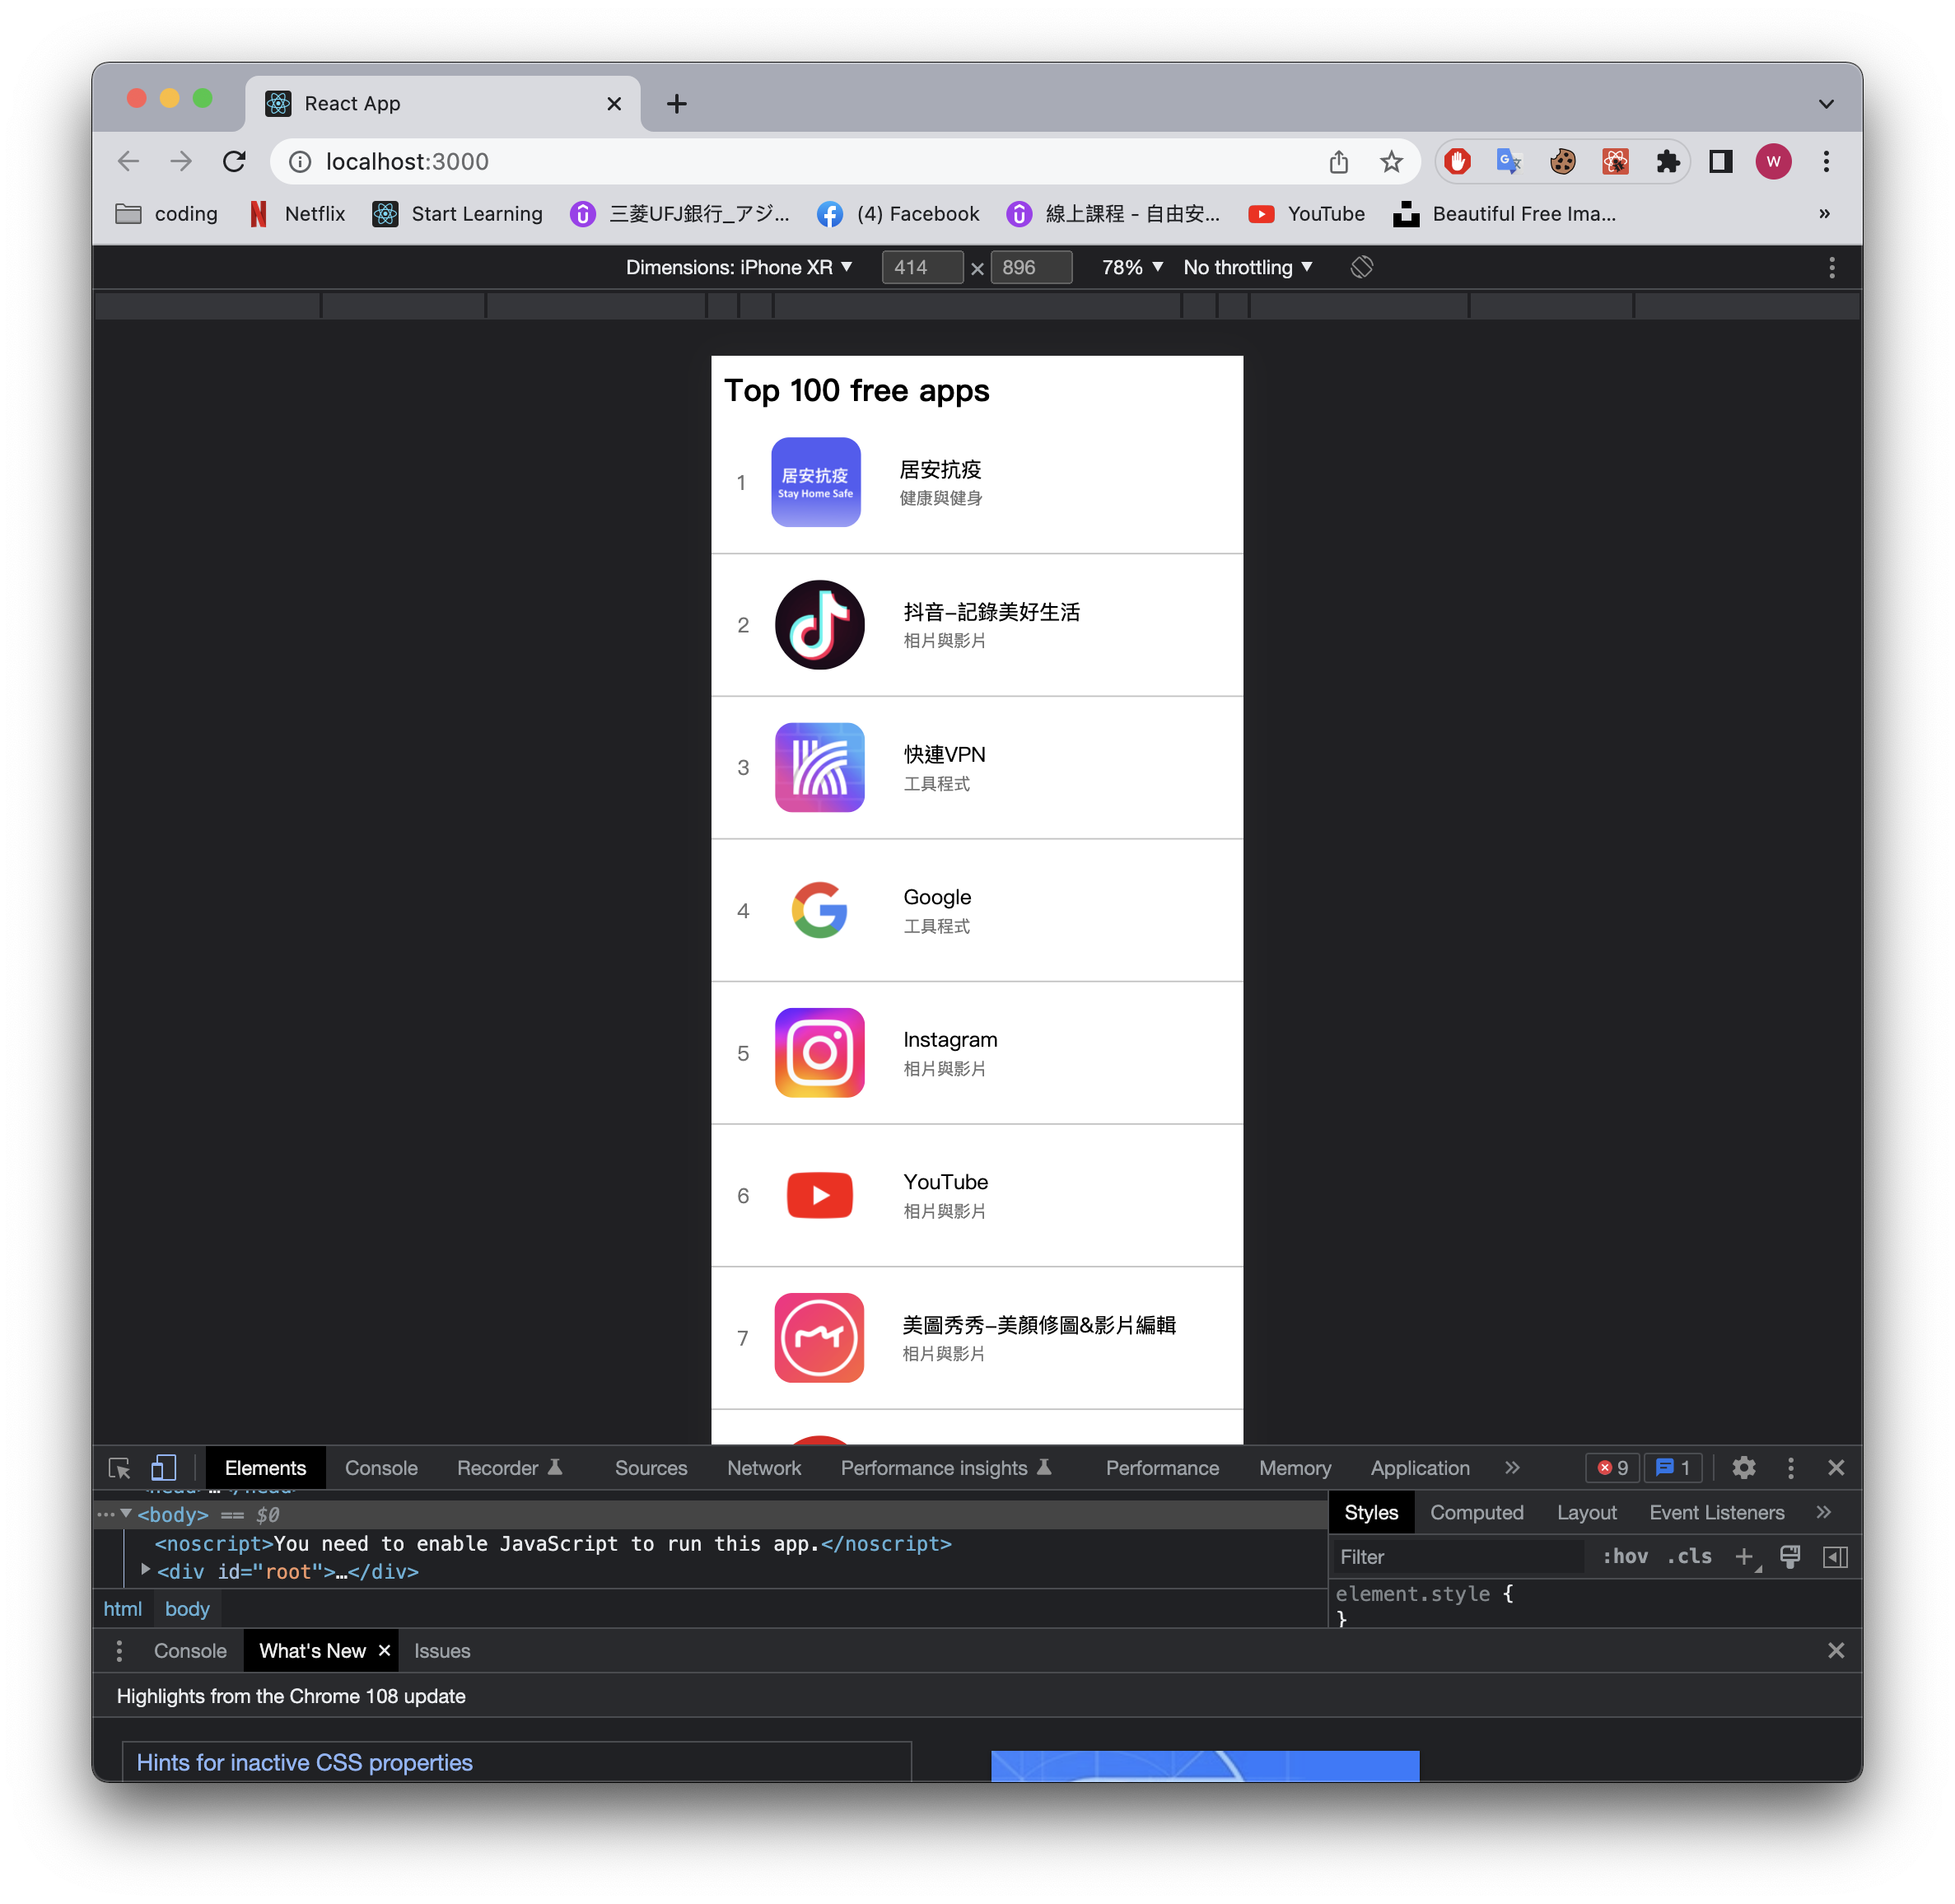 React App
localhost:3000
W
coding
Netflix
Start Learning
三菱UFJ銀行_アジ...
(4) Facebook
線上課程 - 自由安...
YouTube
Beautiful Free Ima...
»
Dimensions: iPhone XR ▼
414 × 896
78% ▼
No throttling ▼
Top 100 free apps
1
居安抗疫
Stay Home Safe
居安抗疫
健康與健身
2
抖音-記錄美好生活
相片與影片
3
快連VPN
工具程式
4
Google
工具程式
5
Instagram
相片與影片
6
YouTube
相片與影片
7
美圖秀秀-美顏修圖&影片編輯
相片與影片
Elements
Console
Recorder
Sources
Network
Performance insights
Performance
Memory
Application
»
9
1
<head>…</head>
<body> == $0
<noscript>You need to enable JavaScript to run this app.</noscript>
<div id="root">…</div>
html body
Styles
Computed
Layout
Event Listeners
»
Filter
:hov .cls
element.style {
}
Console
What's New
Issues
Highlights from the Chrome 108 update
Hints for inactive CSS properties